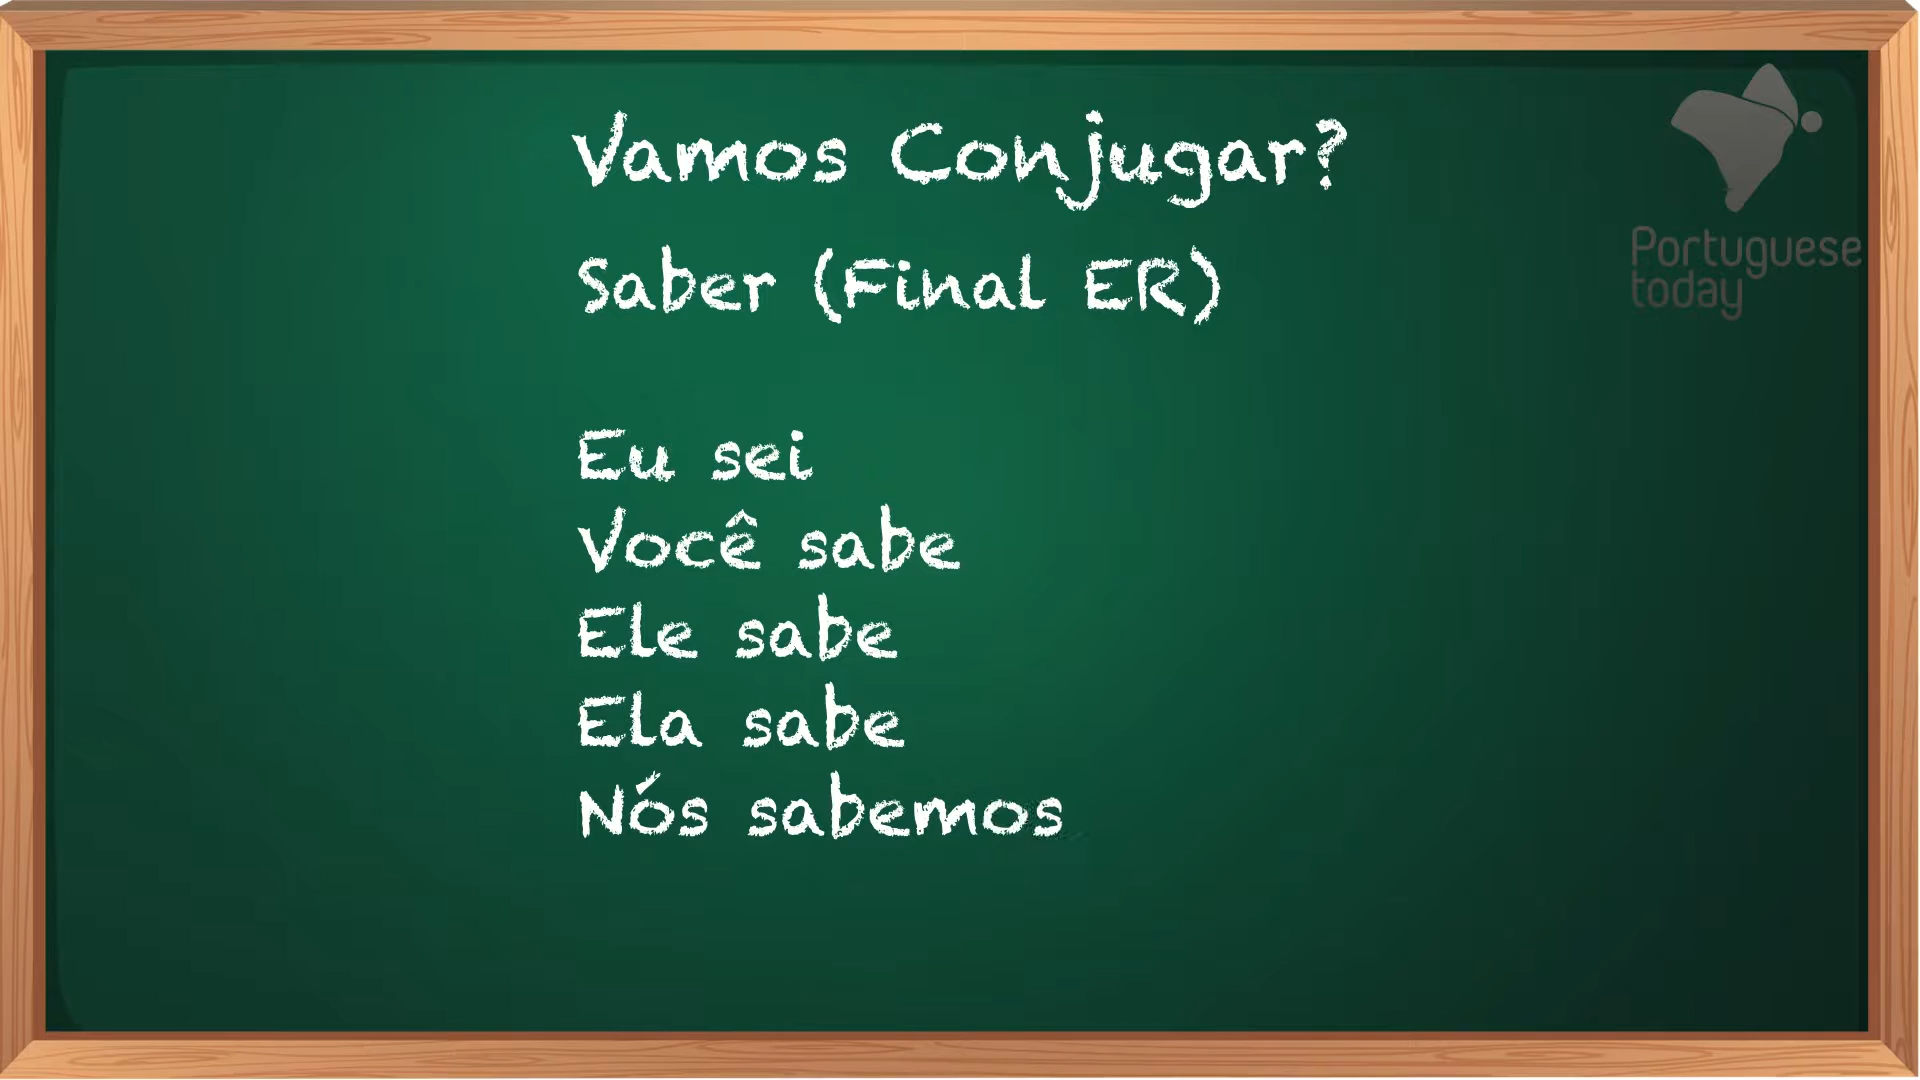 Vamos Conjugar?
Saber (Final ER)
Eu sei
Você sabe
Ele sabe
Ela sabe
Nós sabemos
Portuguese
today